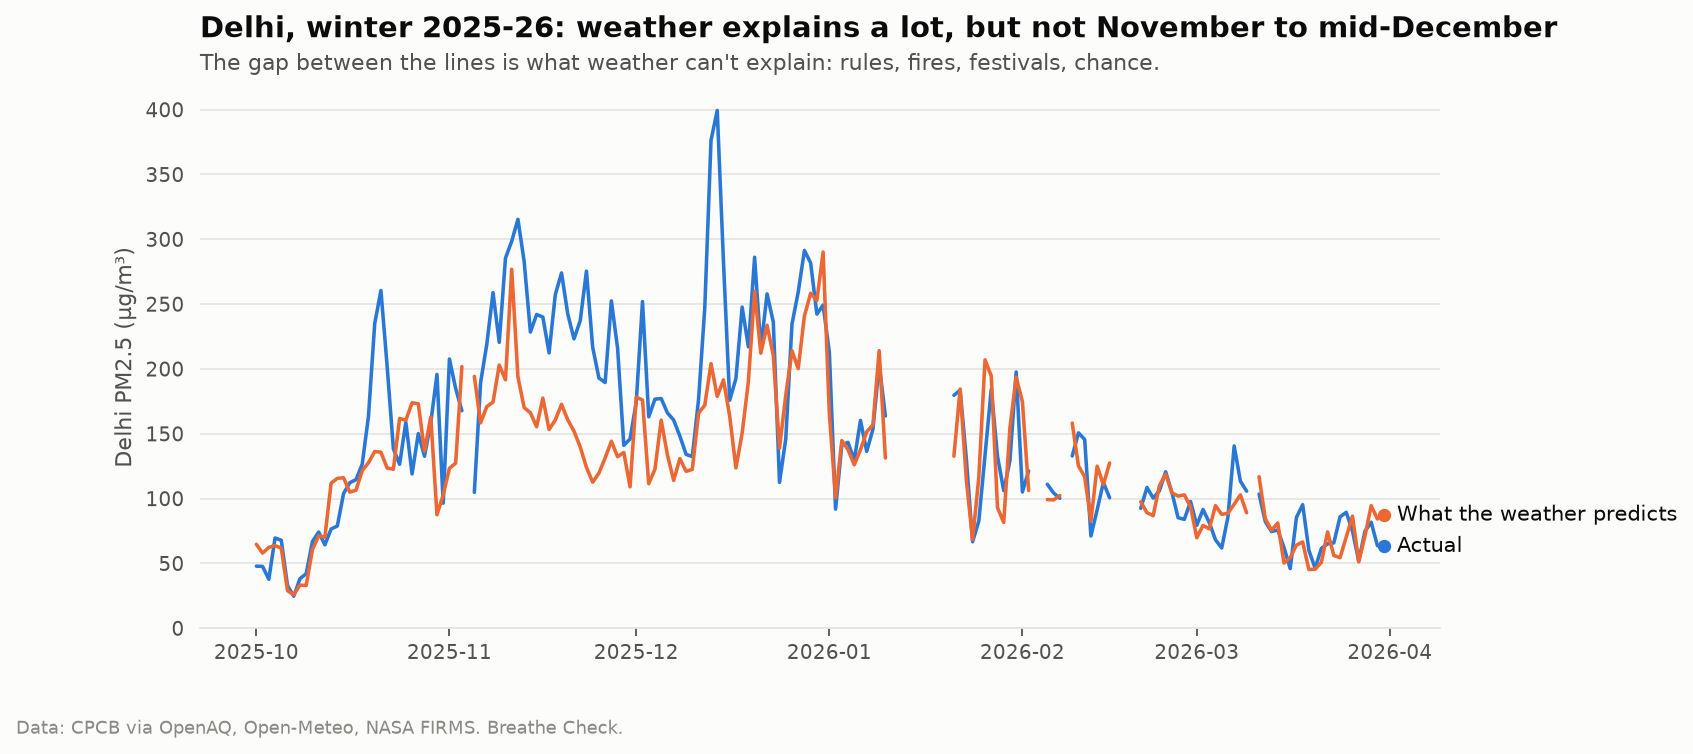 Delhi, winter 2025-26: weather explains a lot, but not November to mid-December
The gap between the lines is what weather can't explain: rules, fires, festivals, chance.
Delhi PM2.5 (µg/m³)
400
350
300
250
200
150
100
50
0
2025-10
2025-11
2025-12
2026-01
2026-02
2026-03
2026-04
What the weather predicts
Actual
Data: CPCB via OpenAQ, Open-Meteo, NASA FIRMS. Breathe Check.